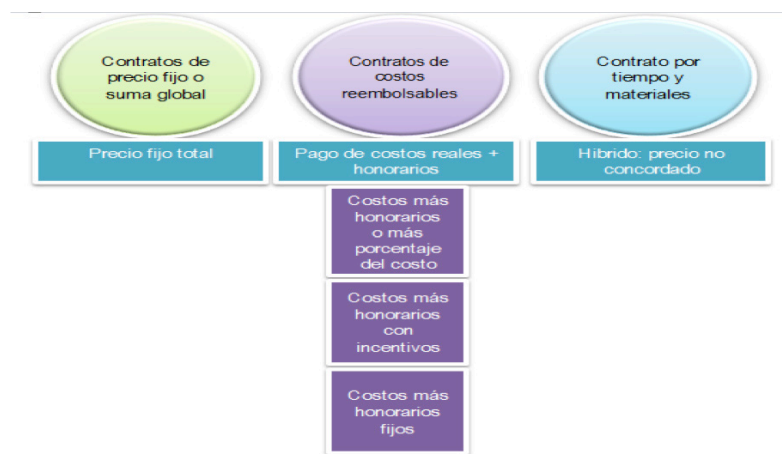 Contratos de
precio fijo o
suma global
Contratos de
costos
reembolsables
Contrato por
tiempo y
materiales
Precio fijo total
Pago de costos reales +
honorarios
Hibrido: precio no
concordado
Costos más
honorarios
o más
porcentaje
del costo
Costos más
honorarios
con
incentivos
Costos más
honorarios
fijos